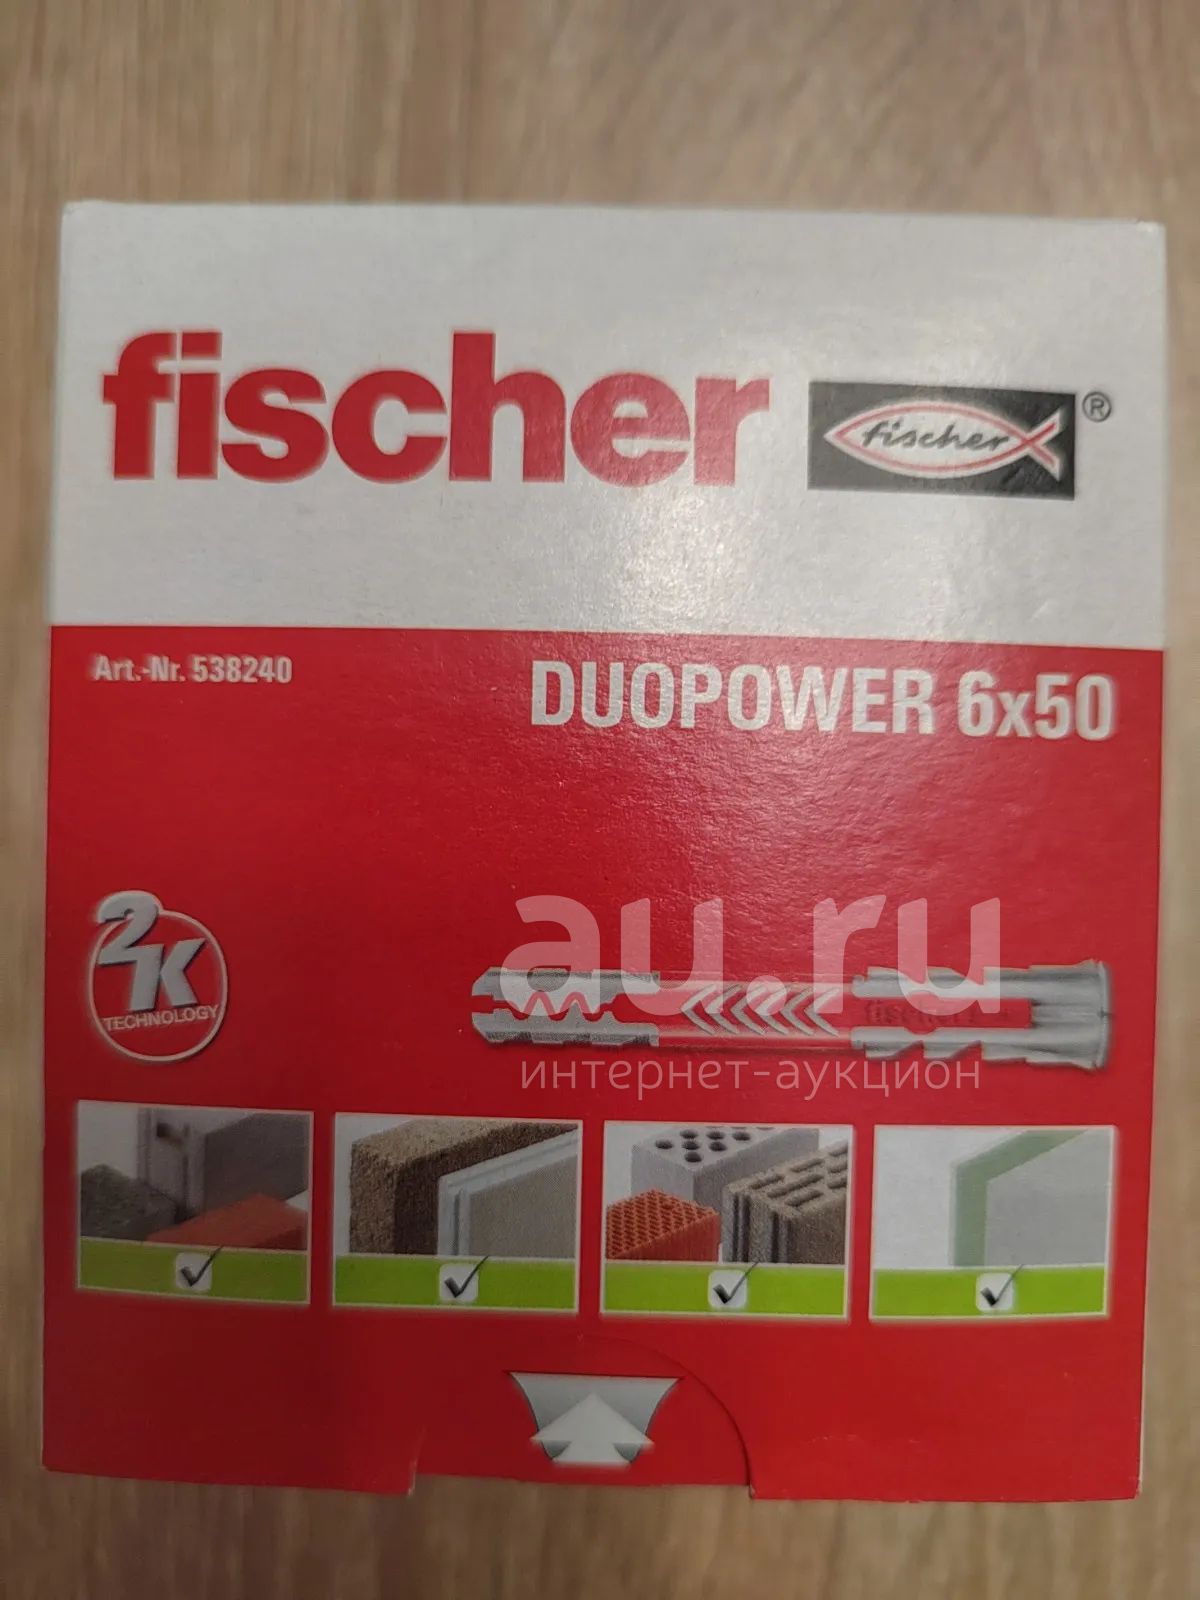 fischer
fischer ®
Art.-Nr. 538240
DUOPOWER 6x50
au.ru
2K
TECHNOLOGY
интернет-аукцион